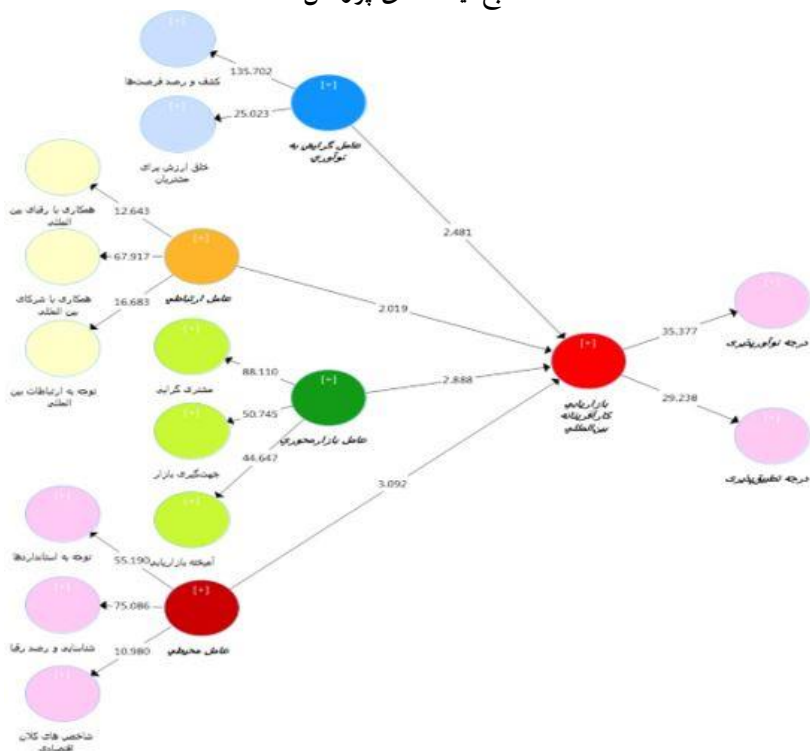 [+]
کشف و رصد فرصت‌ها
135.702
[+]
[+]
25.023
عامل گرایش به
نوآوری
خلق ارزش برای
مشتریان
همکاری با رقبای بین
المللی
12.643
2.481
[+]
67.917
همکاری با شرکای
بین المللی
عامل ارتباطی
16.683
2.019
توجه به ارتباطات بین
المللی
88.110
مشتری گرایی
[+]
2.888
[+]
35.377
درجه نوآورپذیری
50.745
جهت‌گیری بازار
عامل بازارمحوری
بازاریابی
کارآفرینانه
بین‌المللی
29.238
44.647
3.092
درجه تطبیق‌پذیری
توجه به استانداردها
آمیخته بازاریابی
55.190
[+]
75.086
شناسایی و رصد رقبا
عامل محیطی
10.980
شاخص های کلان
اقتصادی